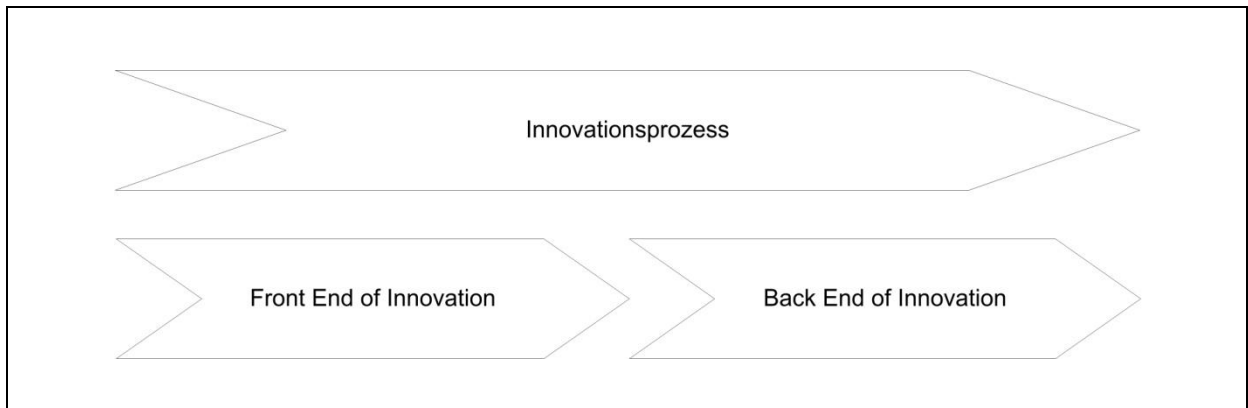 Innovationsprozess
Front End of Innovation
Back End of Innovation